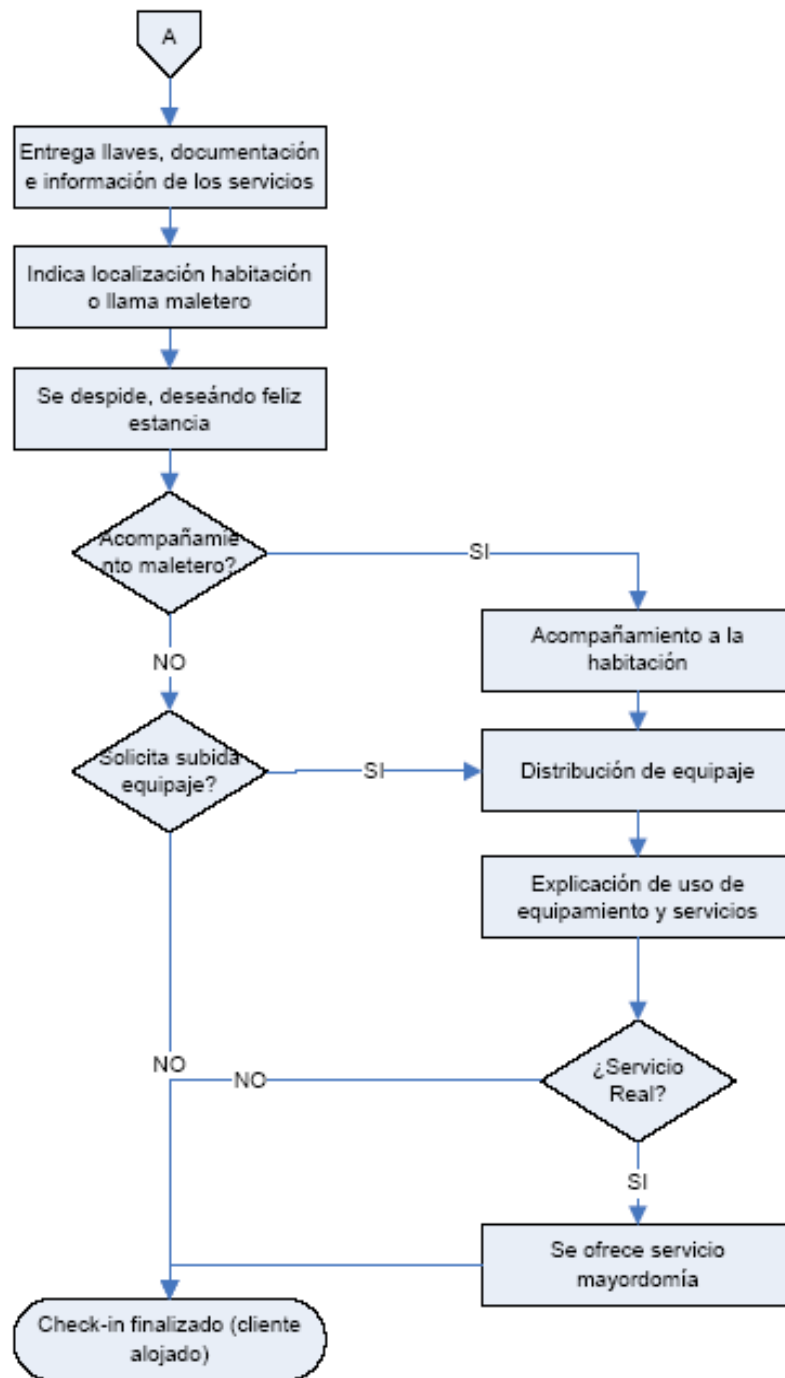 A
Entrega llaves, documentación
e información de los servicios
Indica localización habitación
o llama maletero
Se despide, deseándo feliz
estancia
Acompañamie
nto maletero?
SI
Acompañamiento a la
habitación
NO
Solicita subida
equipaje?
SI
Distribución de equipaje
Explicación de uso de
equipamiento y servicios
¿Servicio
Real?
NO
NO
SI
Se ofrece servicio
mayordomía
Check-in finalizado (cliente
alojado)